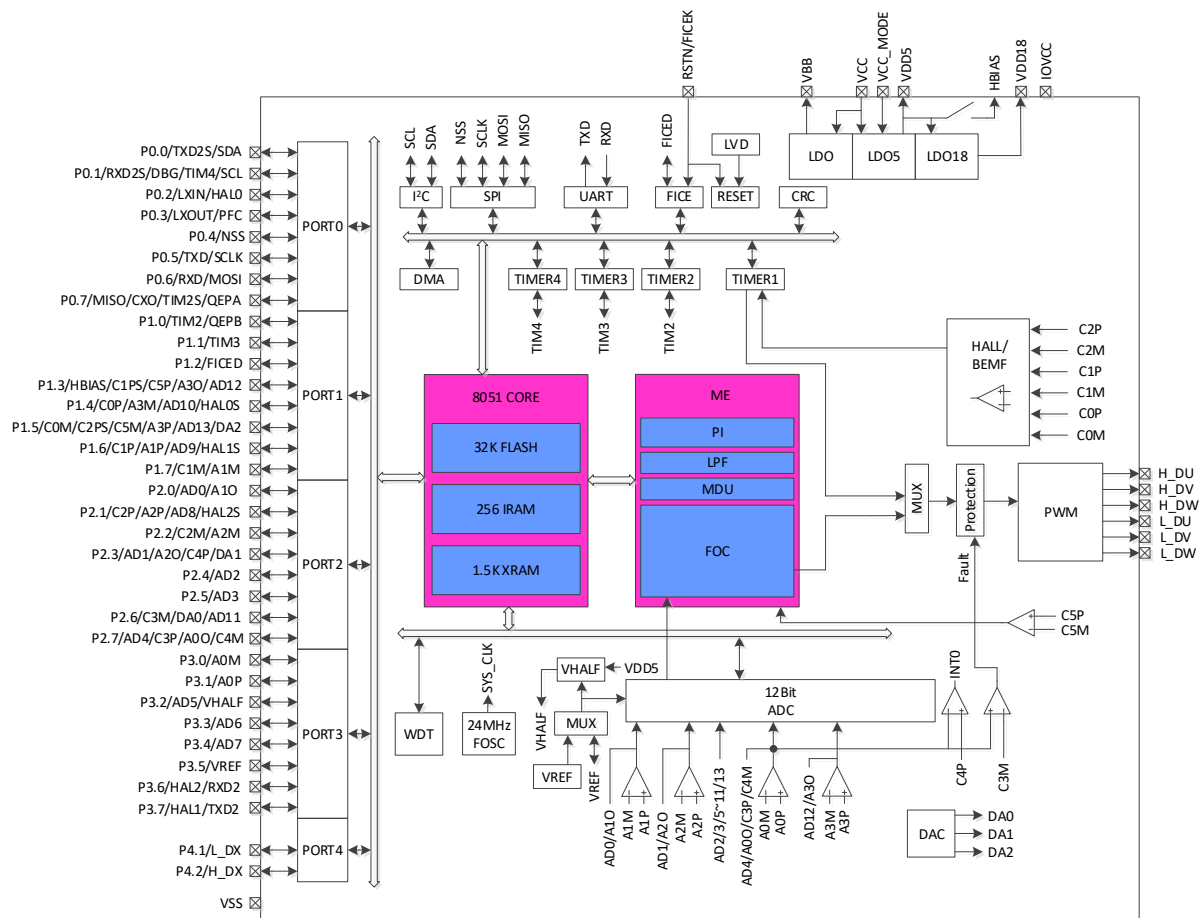 RSTN/FICEK
VBB
VCC
VCC_MODE
VDD5
HBIAS
VDD18
IOVCC
P0.0/TXD2S/SDA
P0.1/RXD2S/DBG/TIM4/SCL
P0.2/LXIN/HAL0
P0.3/LXOUT/PFC
P0.4/NSS
P0.5/TXD/SCLK
P0.6/RXD/MOSI
P0.7/MISO/CXO/TIM2S/QEPA
P1.0/TIM2/QEPB
P1.1/TIM3
P1.2/FICED
P1.3/HBIAS/C1PS/C5P/A3O/AD12
P1.4/C0P/A3M/AD10/HAL0S
P1.5/C0M/C2PS/C5M/A3P/AD13/DA2
P1.6/C1P/A1P/AD9/HAL1S
P1.7/C1M/A1M
P2.0/AD0/A1O
P2.1/C2P/A2P/AD8/HAL2S
P2.2/C2M/A2M
P2.3/AD1/A2O/C4P/DA1
P2.4/AD2
P2.5/AD3
P2.6/C3M/DA0/AD11
P2.7/AD4/C3P/A0O/C4M
P3.0/A0M
P3.1/A0P
P3.2/AD5/VHALF
P3.3/AD6
P3.4/AD7
P3.5/VREF
P3.6/HAL2/RXD2
P3.7/HAL1/TXD2
P4.1/L_DX
P4.2/H_DX
VSS
PORT0
PORT1
PORT2
PORT3
PORT4
SCL
SDA
NSS
SCLK
MOSI
MISO
TXD
RXD
FICED
LVD
I²C
SPI
UART
FICE
RESET
CRC
LDO
LDO5
LDO18
DMA
TIMER4
TIMER3
TIMER2
TIMER1
TIM4
TIM3
TIM2
8051 CORE
32K FLASH
256 IRAM
1.5K XRAM
ME
PI
LPF
MDU
FOC
HALL/
BEMF
C2P
C2M
C1P
C1M
C0P
C0M
MUX
Protection
Fault
PWM
H_DU
H_DV
H_DW
L_DU
L_DV
L_DW
C5P
C5M
WDT
SYS_CLK
24MHz
FOSC
VHALF
VDD5
VHALF
MUX
VREF
VREF
12Bit
ADC
INT0
C4P
C3M
AD0/A1O
A1M
A1P
AD1/A2O
A2M
A2P
AD2/3/5~11/13
AD4/A0O/C3P/C4M
A0M
A0P
AD12/A3O
A3M
A3P
DAC
DA0
DA1
DA2